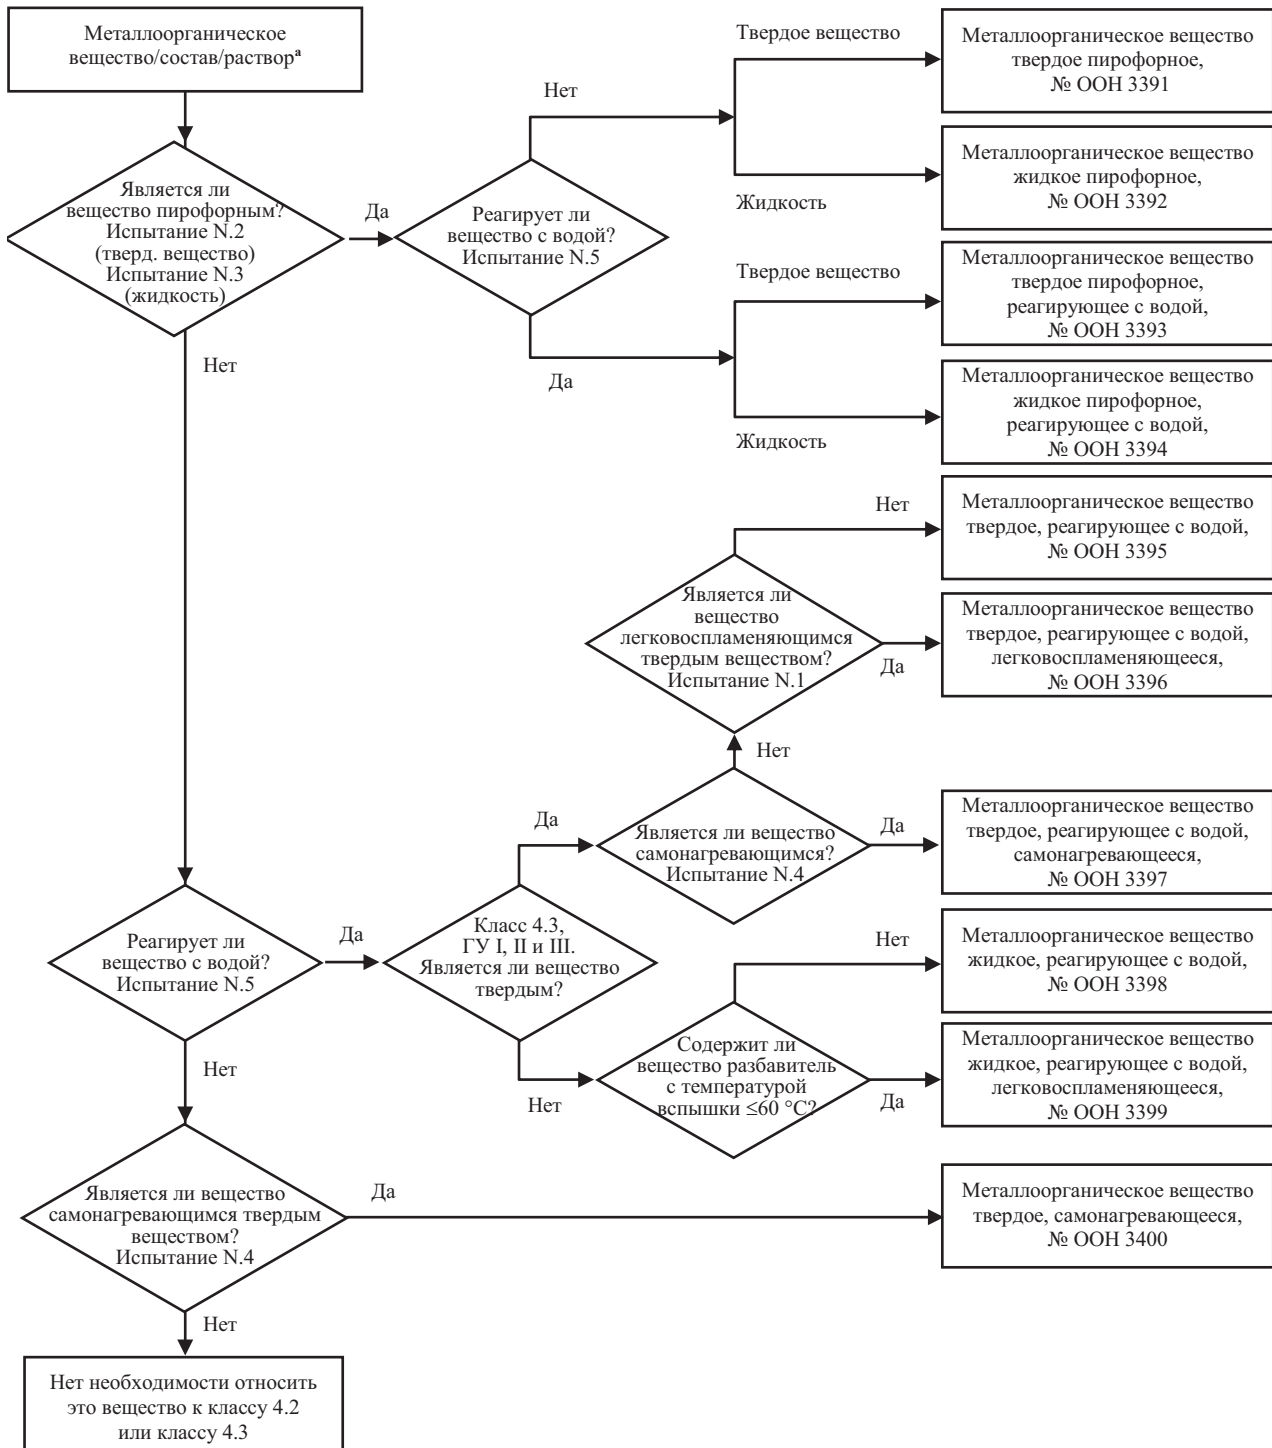 Металлоорганическое
вещество/состав/растворᵃ
Является ли
вещество пирофорным?
Испытание N.2
(тверд. вещество)
Испытание N.3
(жидкость)
Да
Нет
Реагирует ли
вещество с водой?
Испытание N.5
Нет
Да
Твердое вещество
Жидкость
Твердое вещество
Жидкость
Металлоорганическое вещество
твердое пирофорное,
№ ООН 3391
Металлоорганическое вещество
жидкое пирофорное,
№ ООН 3392
Металлоорганическое вещество
твердое пирофорное,
реагирующее с водой,
№ ООН 3393
Металлоорганическое вещество
жидкое пирофорное,
реагирующее с водой,
№ ООН 3394
Нет
Металлоорганическое вещество
твердое, реагирующее с водой,
№ ООН 3395
Является ли
вещество
легковоспламеняющимся
твердым веществом?
Испытание N.1
Да
Металлоорганическое вещество
твердое, реагирующее с водой,
легковоспламеняющееся,
№ ООН 3396
Нет
Да
Является ли вещество
самонагревающимся?
Испытание N.4
Да
Металлоорганическое вещество
твердое, реагирующее с водой,
самонагревающееся,
№ ООН 3397
Реагирует ли
вещество с водой?
Испытание N.5
Да
Класс 4.3,
ГУ I, II и III.
Является ли вещество
твердым?
Нет
Металлоорганическое вещество
жидкое, реагирующее с водой,
№ ООН 3398
Нет
Нет
Содержит ли
вещество разбавитель
с температурой
вспышки ≤60 °C?
Да
Металлоорганическое вещество
жидкое, реагирующее с водой,
легковоспламеняющееся,
№ ООН 3399
Является ли вещество
самонагревающимся твердым
веществом?
Испытание N.4
Да
Металлоорганическое вещество
твердое, самонагревающееся,
№ ООН 3400
Нет
Нет необходимости относить
это вещество к классу 4.2
или классу 4.3